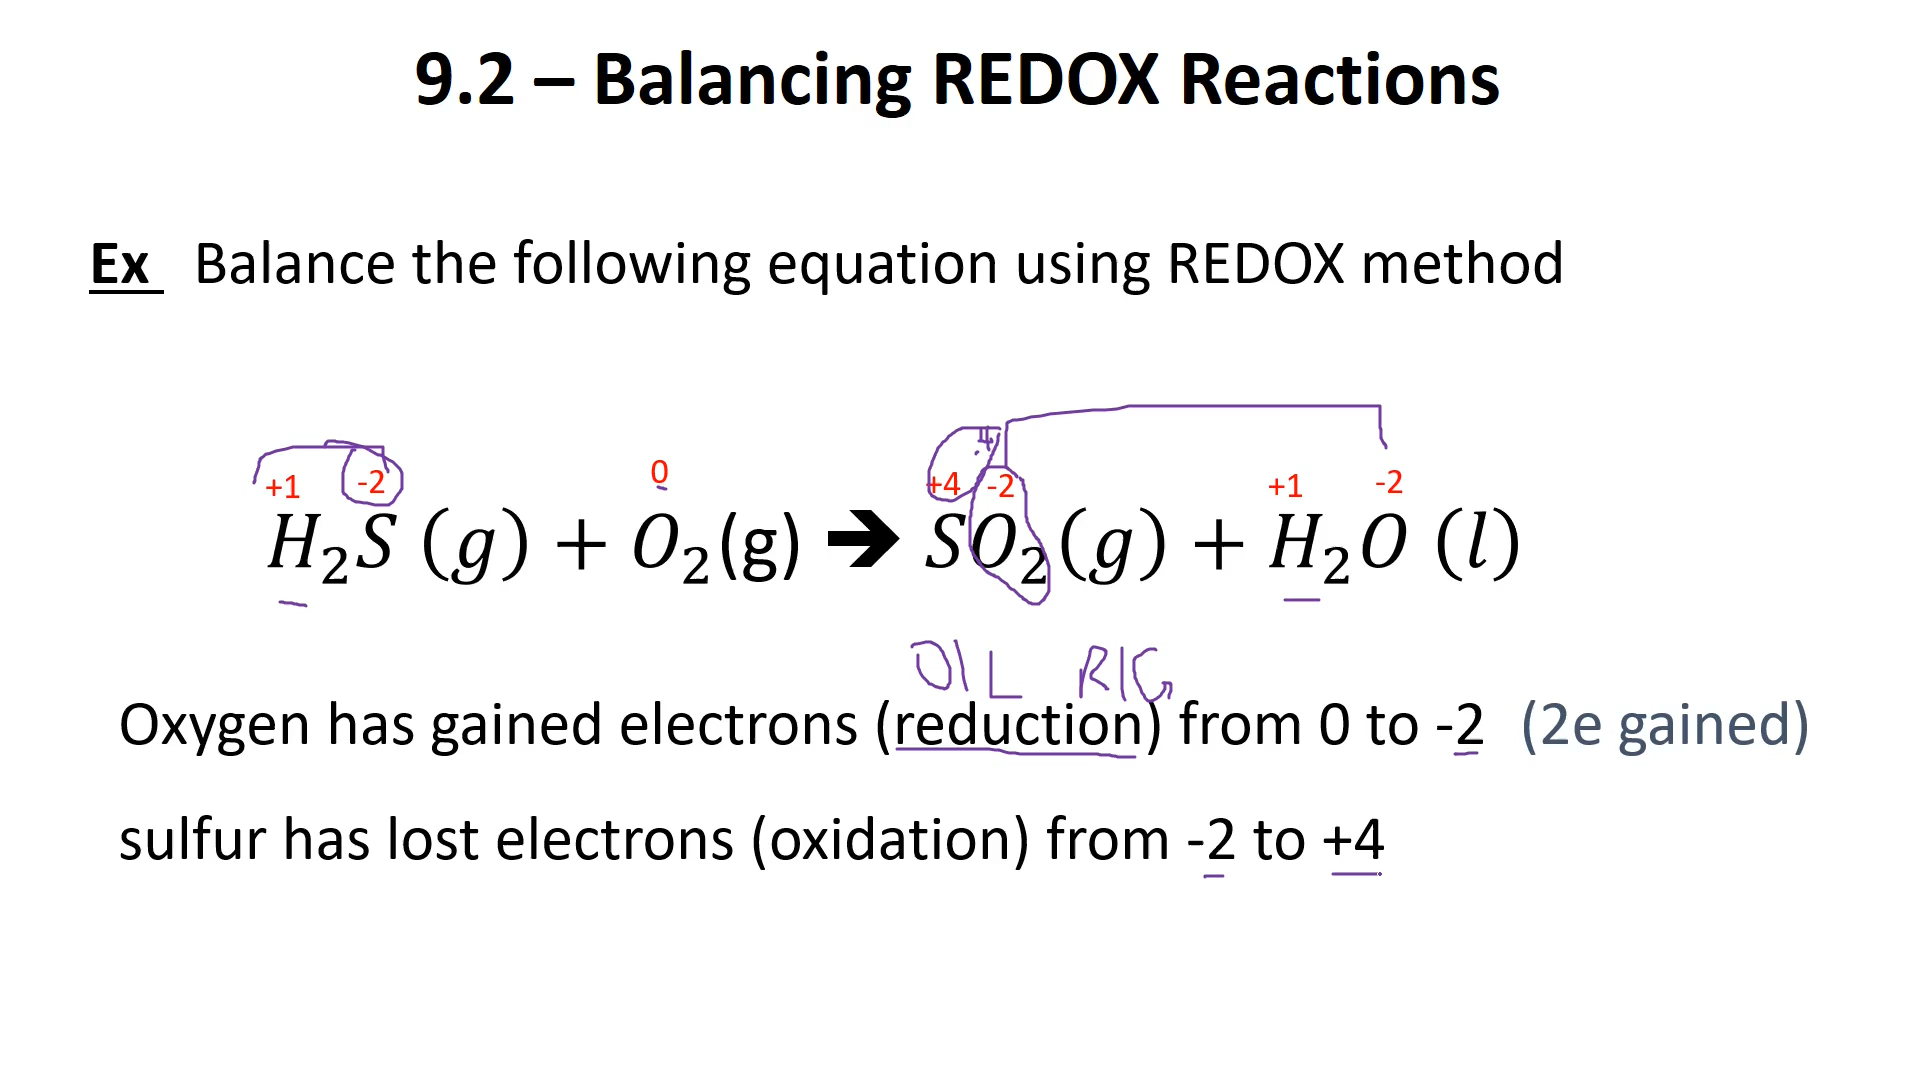 9.2 – Balancing REDOX Reactions
Ex Balance the following equation using REDOX method
4
+1 -2 0 +4 -2 +1 -2
H₂S (g) + O₂(g) ➔ SO₂(g) + H₂O (l)
OIL RIG
Oxygen has gained electrons (reduction) from 0 to -2 (2e gained)
sulfur has lost electrons (oxidation) from -2 to +4